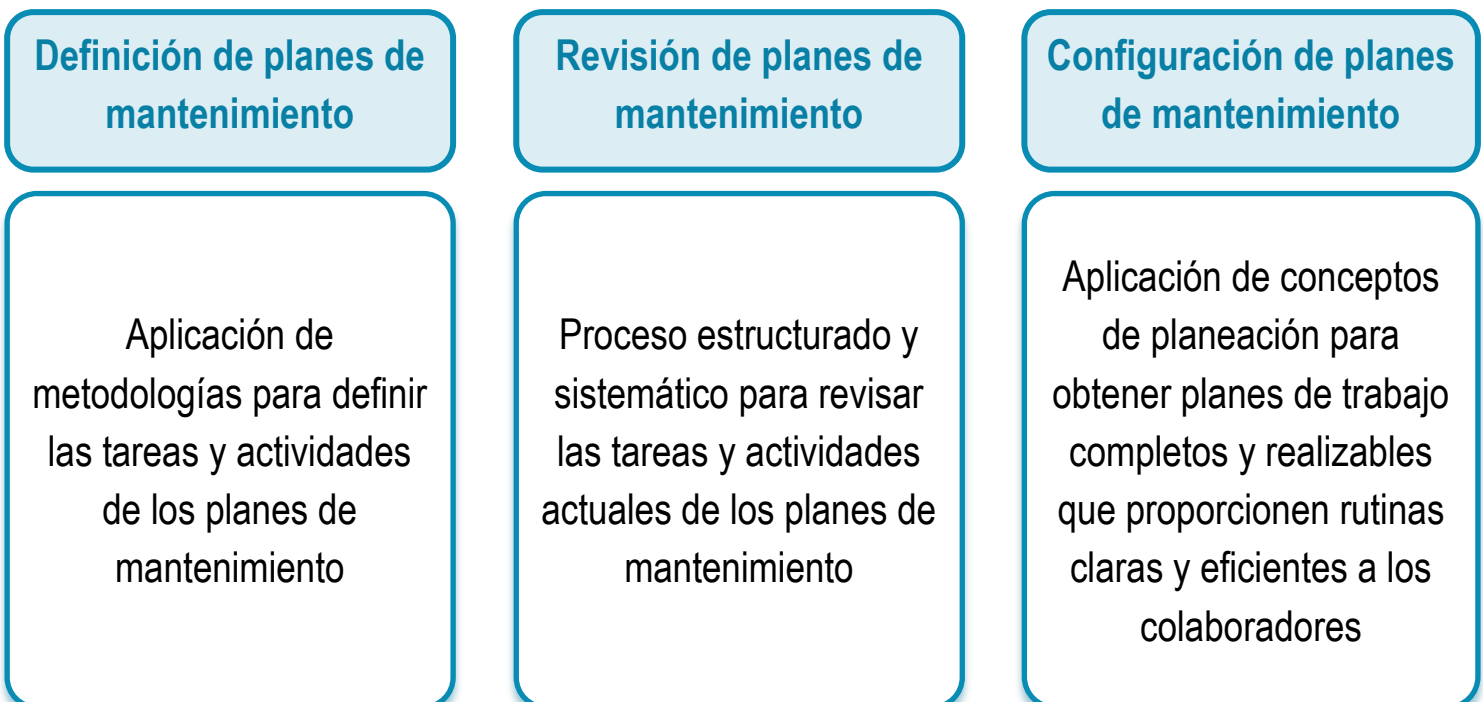 Definición de planes de
mantenimiento
Aplicación de
metodologías para definir
las tareas y actividades
de los planes de
mantenimiento
Revisión de planes de
mantenimiento
Proceso estructurado y
sistemático para revisar
las tareas y actividades
actuales de los planes de
mantenimiento
Configuración de planes
de mantenimiento
Aplicación de conceptos
de planeación para
obtener planes de trabajo
completos y realizables
que proporcionen rutinas
claras y eficientes a los
colaboradores